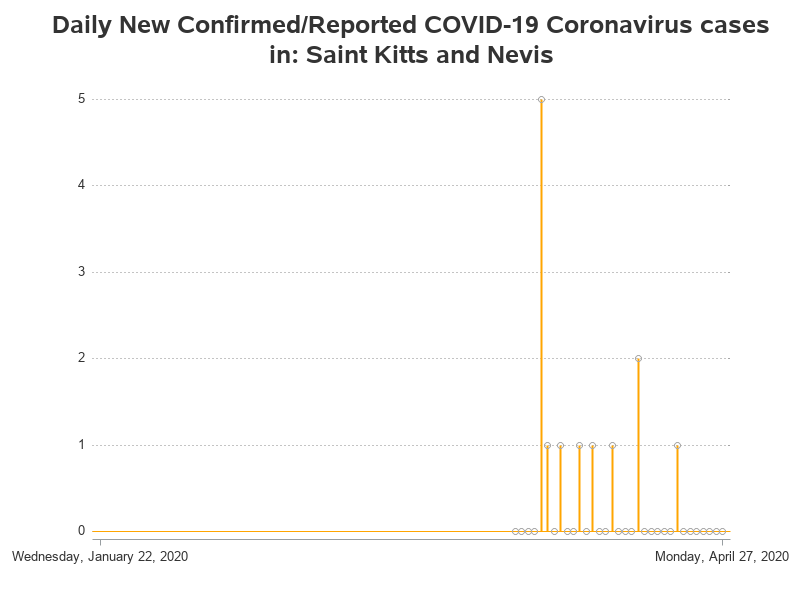 Daily New Confirmed/Reported COVID-19 Coronavirus cases
in: Saint Kitts and Nevis
5
4
3
2
1
0
Wednesday, January 22, 2020
Monday, April 27, 2020